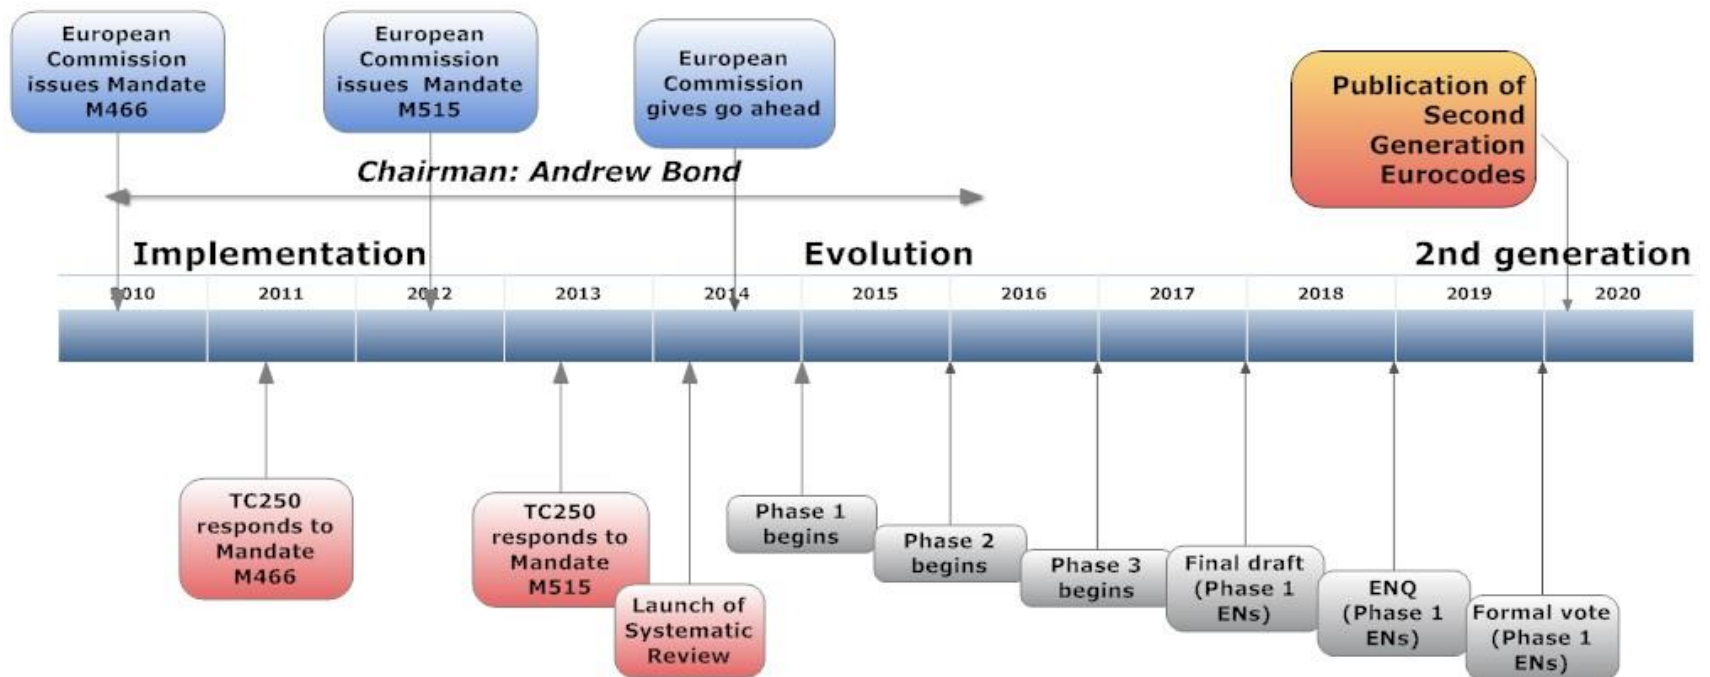 European
Commission
issues Mandate
M466
European
Commission
issues Mandate
M515
European
Commission
gives go ahead
Publication of
Second
Generation
Eurocodes
Chairman: Andrew Bond
Implementation
Evolution
2nd generation
2010
2011
2012
2013
2014
2015
2016
2017
2018
2019
2020
TC250
responds to
Mandate
M466
TC250
responds to
Mandate
M515
Launch of
Systematic
Review
Phase 1
begins
Phase 2
begins
Phase 3
begins
Final draft
(Phase 1
ENs)
ENQ
(Phase 1
ENs)
Formal vote
(Phase 1
ENs)